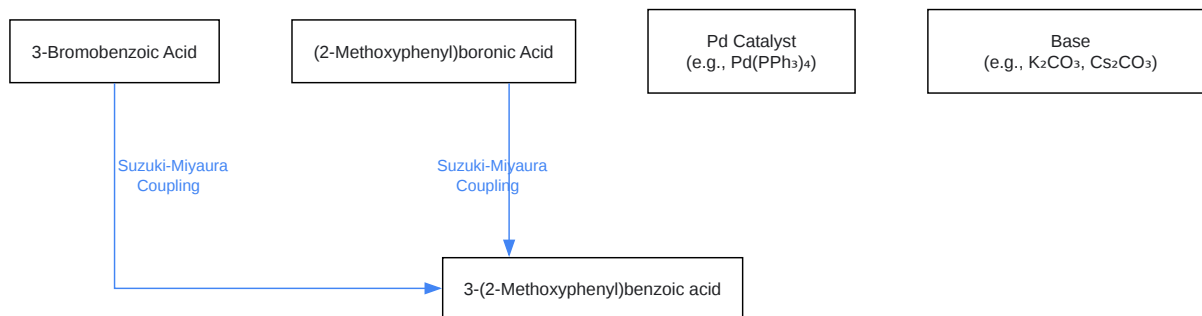 3-Bromobenzoic Acid
(2-Methoxyphenyl)boronic Acid
Pd Catalyst
(e.g., Pd(PPh₃)₄)
Base
(e.g., K₂CO₃, Cs₂CO₃)
Suzuki-Miyaura
Coupling
Suzuki-Miyaura
Coupling
3-(2-Methoxyphenyl)benzoic acid